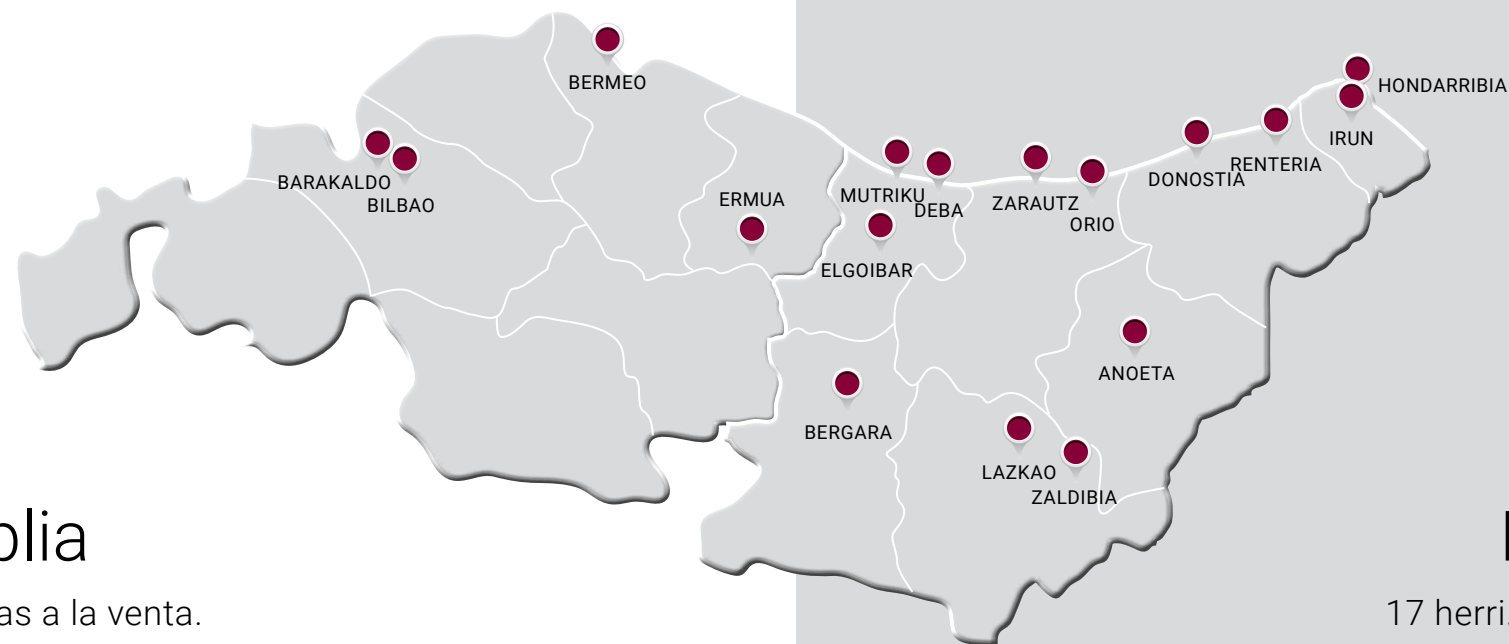 BERMEO
HONDARRIBIA
IRUN
RENTERIA
DONOSTIA
BARAKALDO
BILBAO
ERMUA
MUTRIKU
DEBA
ZARAUTZ
ORIO
ELGOIBAR
ANOETA
BERGARA
LAZKAO
ZALDIBIA
plia
as a la venta.
17 herri